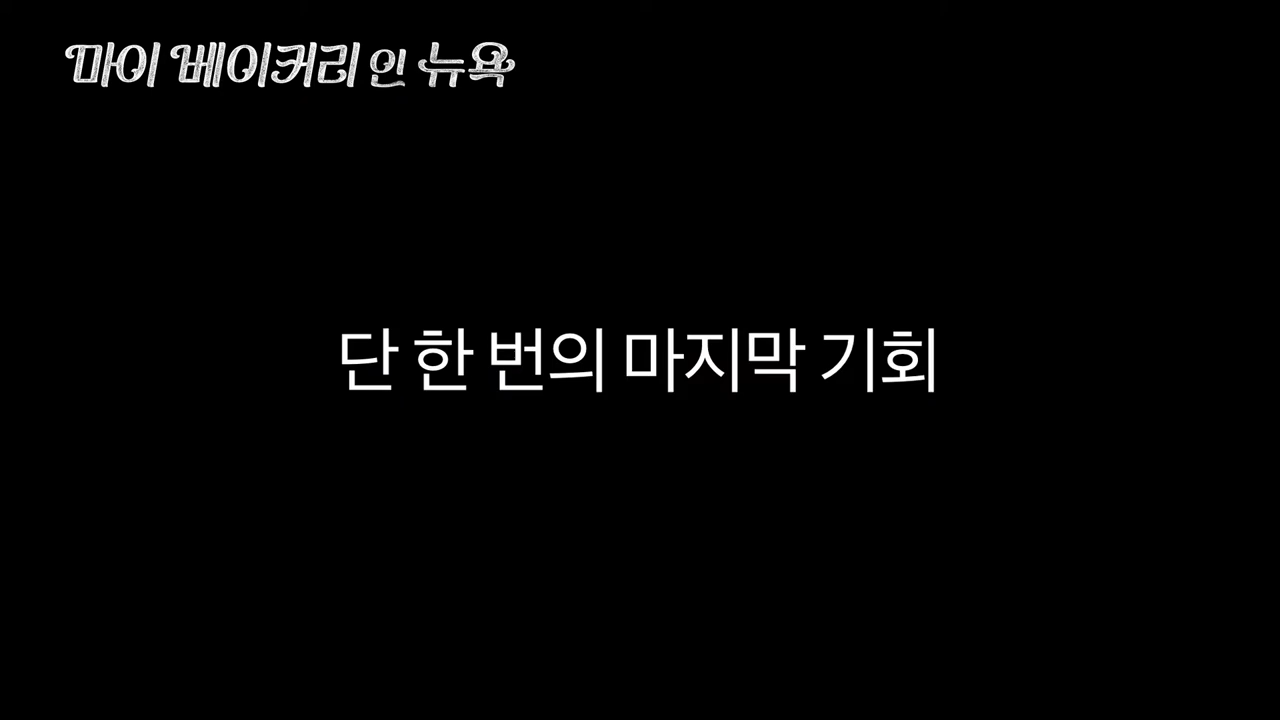 마이 베이커리 인 뉴욕
단 한 번의 마지막 기회